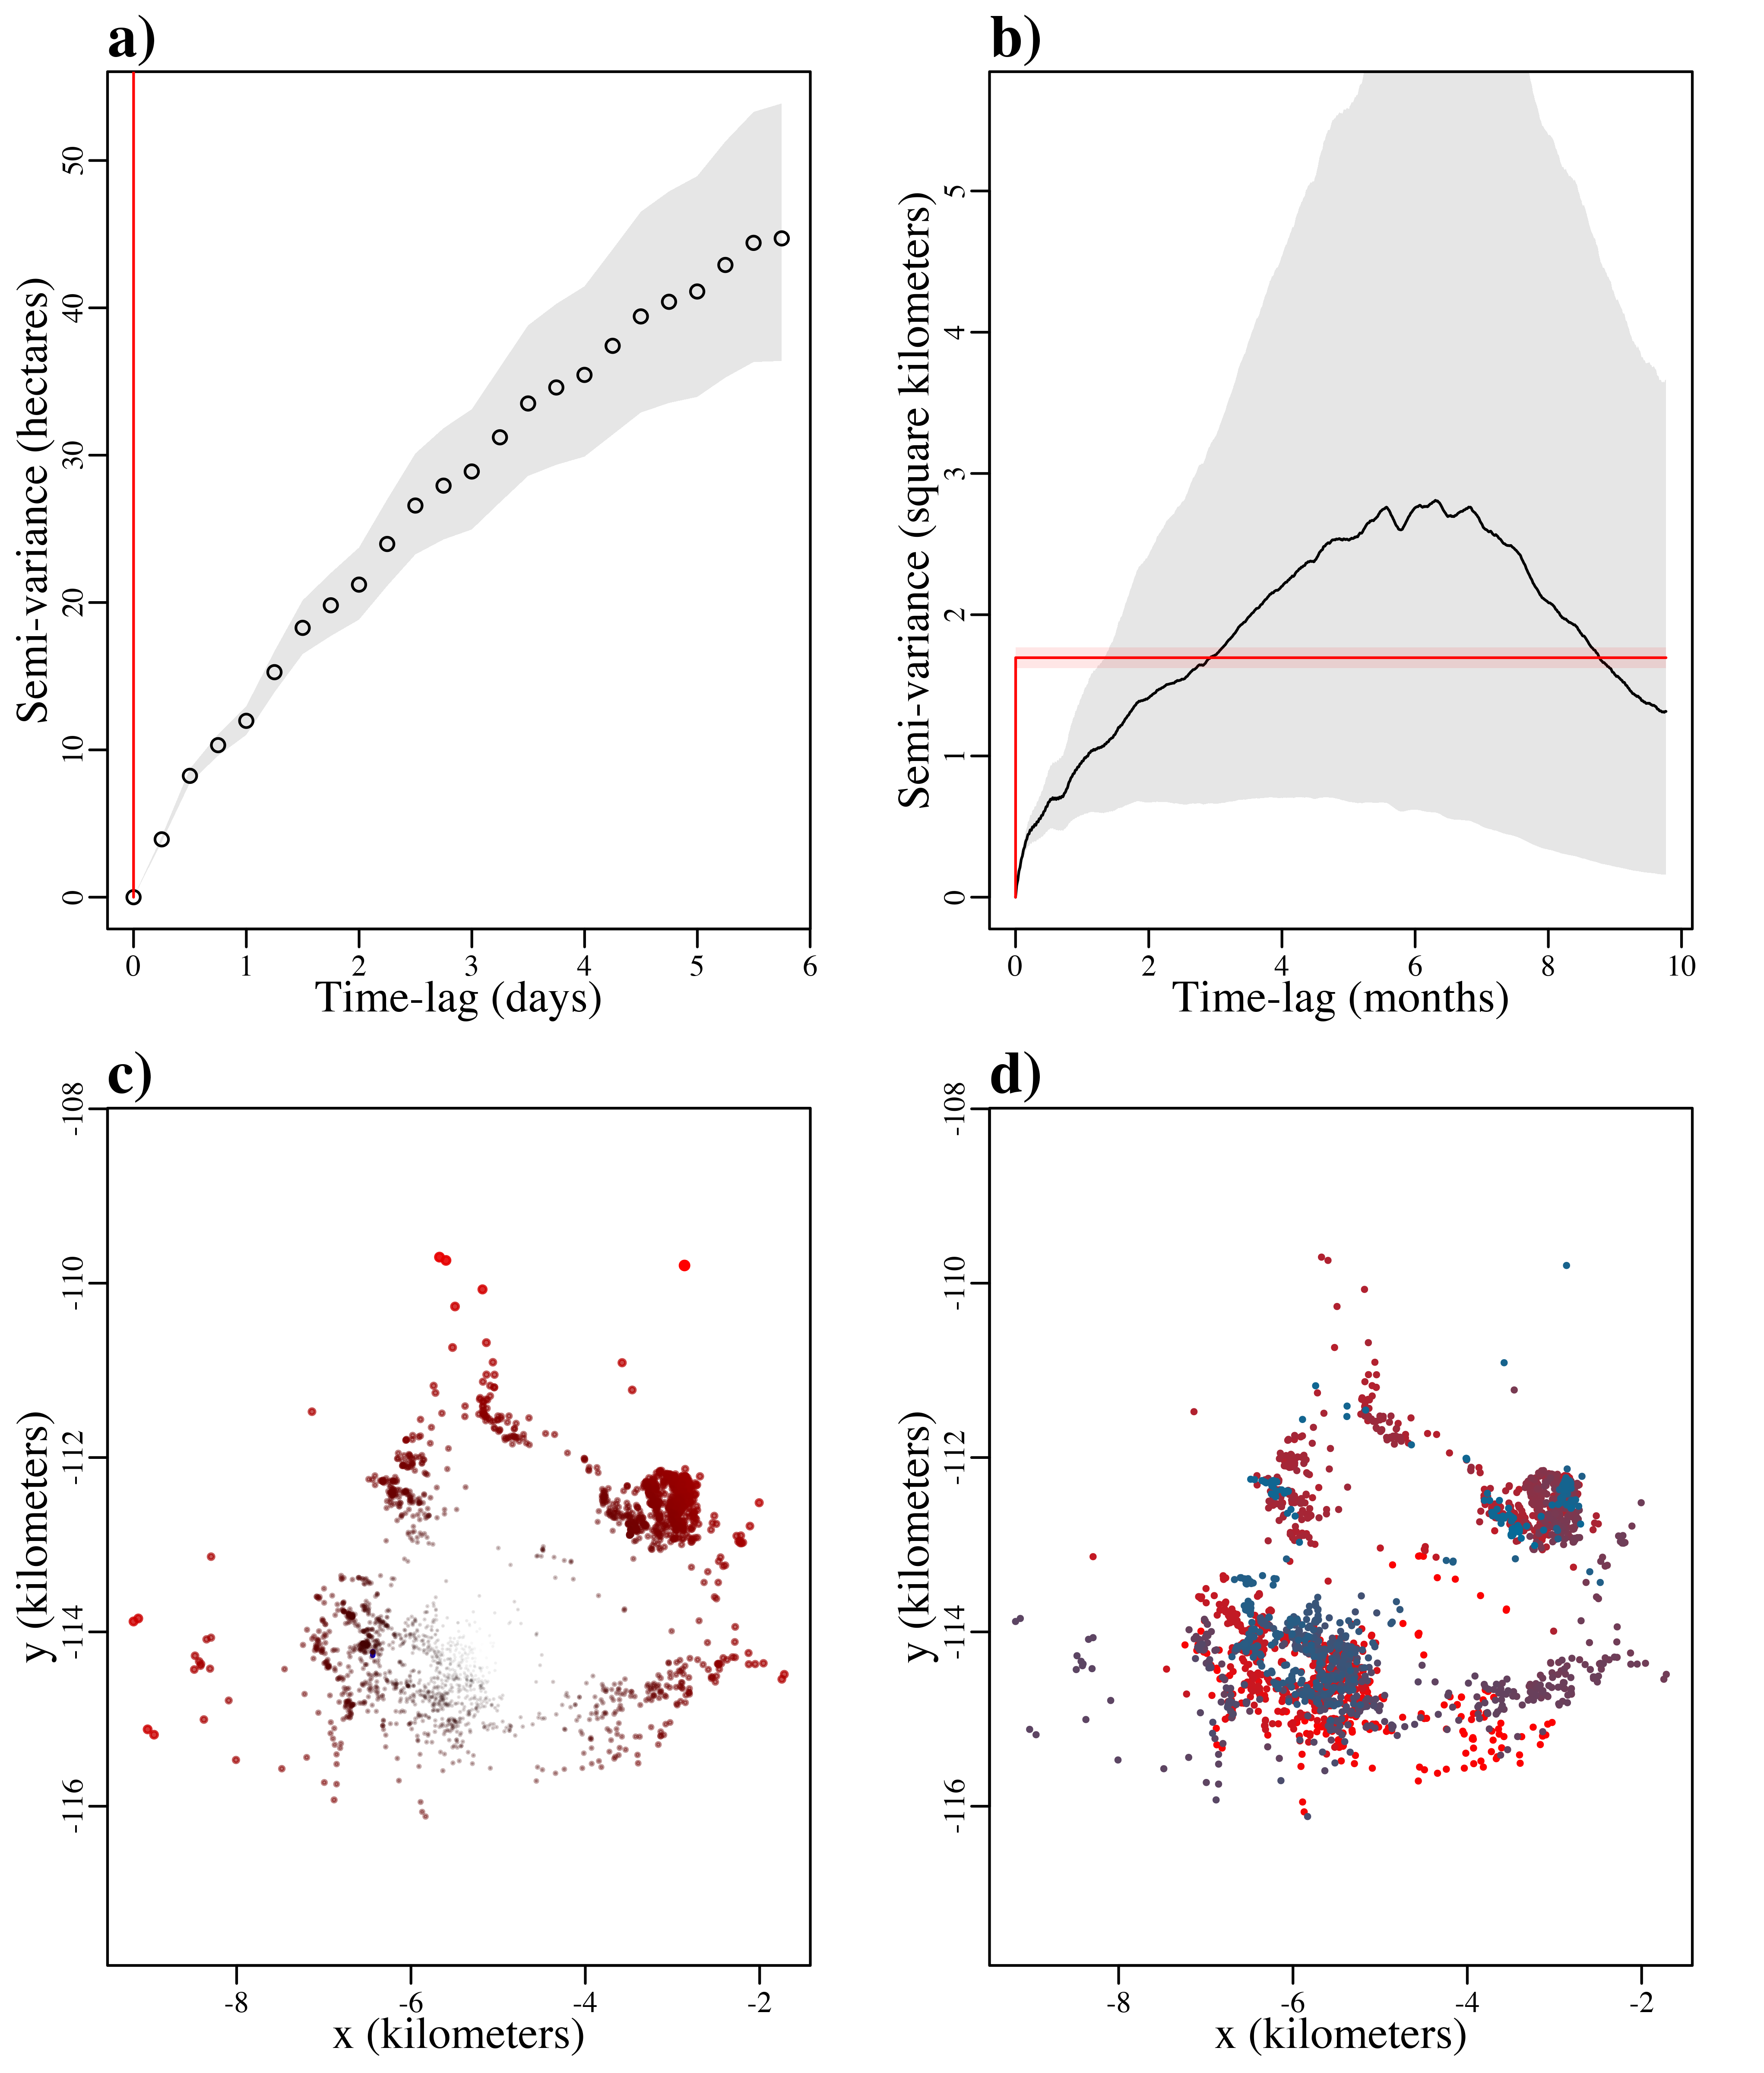 a)
Semi-variance (hectares)
50
40
30
20
10
0
0 1 2 3 4 5 6
Time-lag (days)
b)
Semi-variance (square kilometers)
5
4
3
2
1
0
0 2 4 6 8 10
Time-lag (months)
c)
y (kilometers)
-108
-110
-112
-114
-116
-8 -6 -4 -2
x (kilometers)
d)
y (kilometers)
-108
-110
-112
-114
-116
-8 -6 -4 -2
x (kilometers)